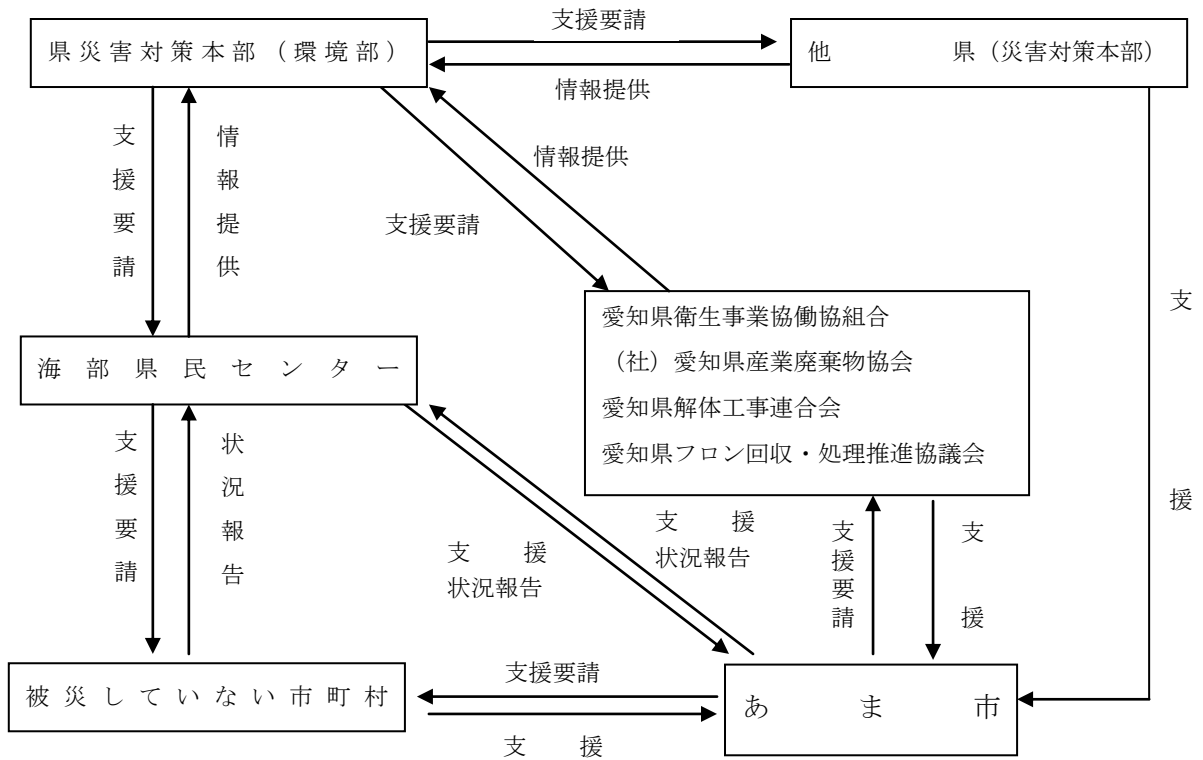 支援要請
県災害対策本部（環境部）
他　県（災害対策本部）
情報提供
支援要請
情報提供
情報提供
支援要請
支援
愛知県衛生事業協働協組合
（社）愛知県産業廃棄物協会
愛知県解体工事連合会
愛知県フロン回収・処理推進協議会
海部県民センター
支援要請
状況報告
支援
状況報告
支援
状況報告
支援要請
支援
被災していない市町村
支援要請
支援
あま市